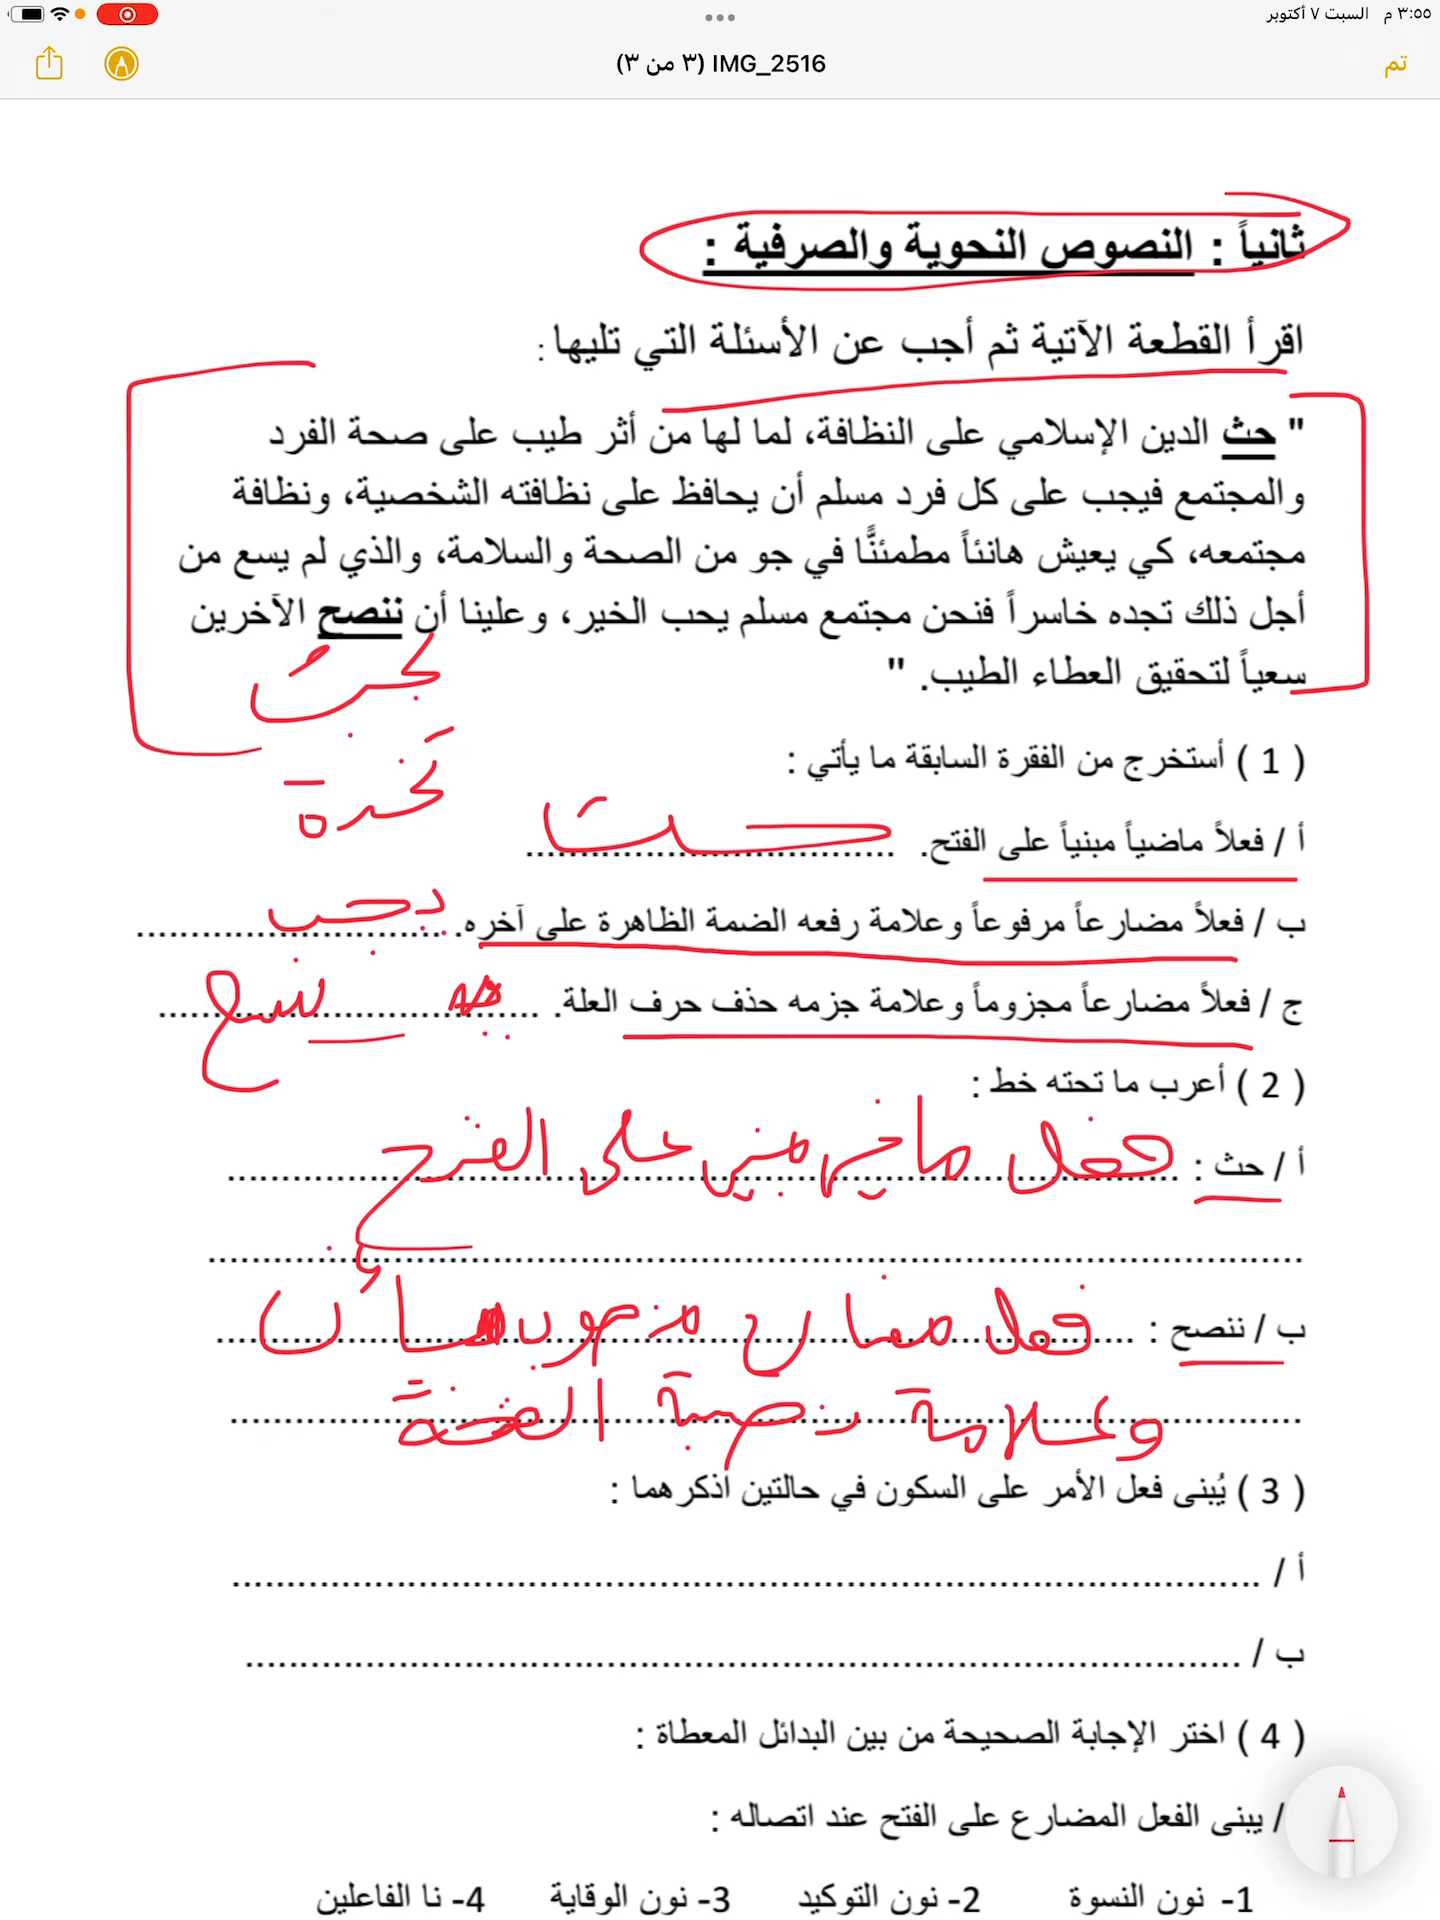 ٣:٥٥ م السبت ٧ أكتوبر
تم
IMG_2516 (٣ من ٣)
ثانياً : النصوص النحوية والصرفية :
اقرأ القطعة الآتية ثم أجب عن الأسئلة التي تليها :
" حث الدين الإسلامي على النظافة، لما لها من أثر طيب على صحة الفرد
والمجتمع فيجب على كل فرد مسلم أن يحافظ على نظافته الشخصية، ونظافة
مجتمعه، كي يعيش هانئاً مطمئنًّا في جو من الصحة والسلامة، والذي لم يسع من
أجل ذلك تجده خاسراً فنحن مجتمع مسلم يحب الخير، وعلينا أن ننصح الآخرين
سعياً لتحقيق العطاء الطيب. "
يجب
تجده
( 1 ) أستخرج من الفقرة السابقة ما يأتي :
أ / فعلاً ماضياً مبنياً على الفتح. حث
ب / فعلاً مضارعاً مرفوعاً وعلامة رفعه الضمة الظاهرة على آخره. يجب
ج / فعلاً مضارعاً مجزوماً وعلامة جزمه حذف حرف العلة. يسع
( 2 ) أعرب ما تحته خط :
أ / حث : فعل ماضي مبني على الفتح
ب / ننصح : فعل مضارع منصوب بأن
وعلامة نصبة الفتحة
( 3 ) يُبنى فعل الأمر على السكون في حالتين اذكرهما :
أ /
ب /
( 4 ) اختر الإجابة الصحيحة من بين البدائل المعطاة :
/ يبنى الفعل المضارع على الفتح عند اتصاله :
1- نون النسوة 2- نون التوكيد 3- نون الوقاية 4- نا الفاعلين